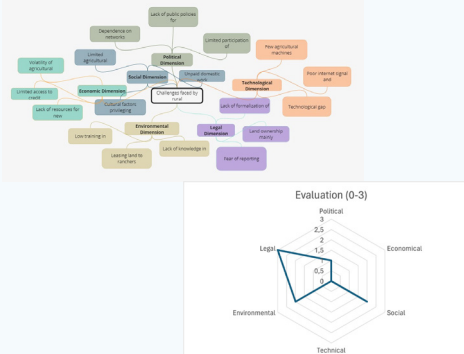 Lack of public policies
for
Dependence on
networks
Limited participation
of
Political
Dimension
Few agricultural
machines
Volatility of
agricultural
Limited
agricultural
Social Dimension
Unpaid domestic
work
Poor internet signal and
Technological
Dimension
Limited access to
credit
Economic Dimension
Challenges faced by
rural
Cultural factors
privileging
Lack of formalization of
Technological gap
Lack of resources for
new
Environmental
Dimension
Legal
Dimension
Land ownership
mainly
Low training in
Lack of knowledge in
Leasing land to
ranchers
Fear of reporting
Evaluation (0-3)
Political
3
2,5
2
1,5
1
0,5
0
Legal
Economical
Environmental
Social
Technical